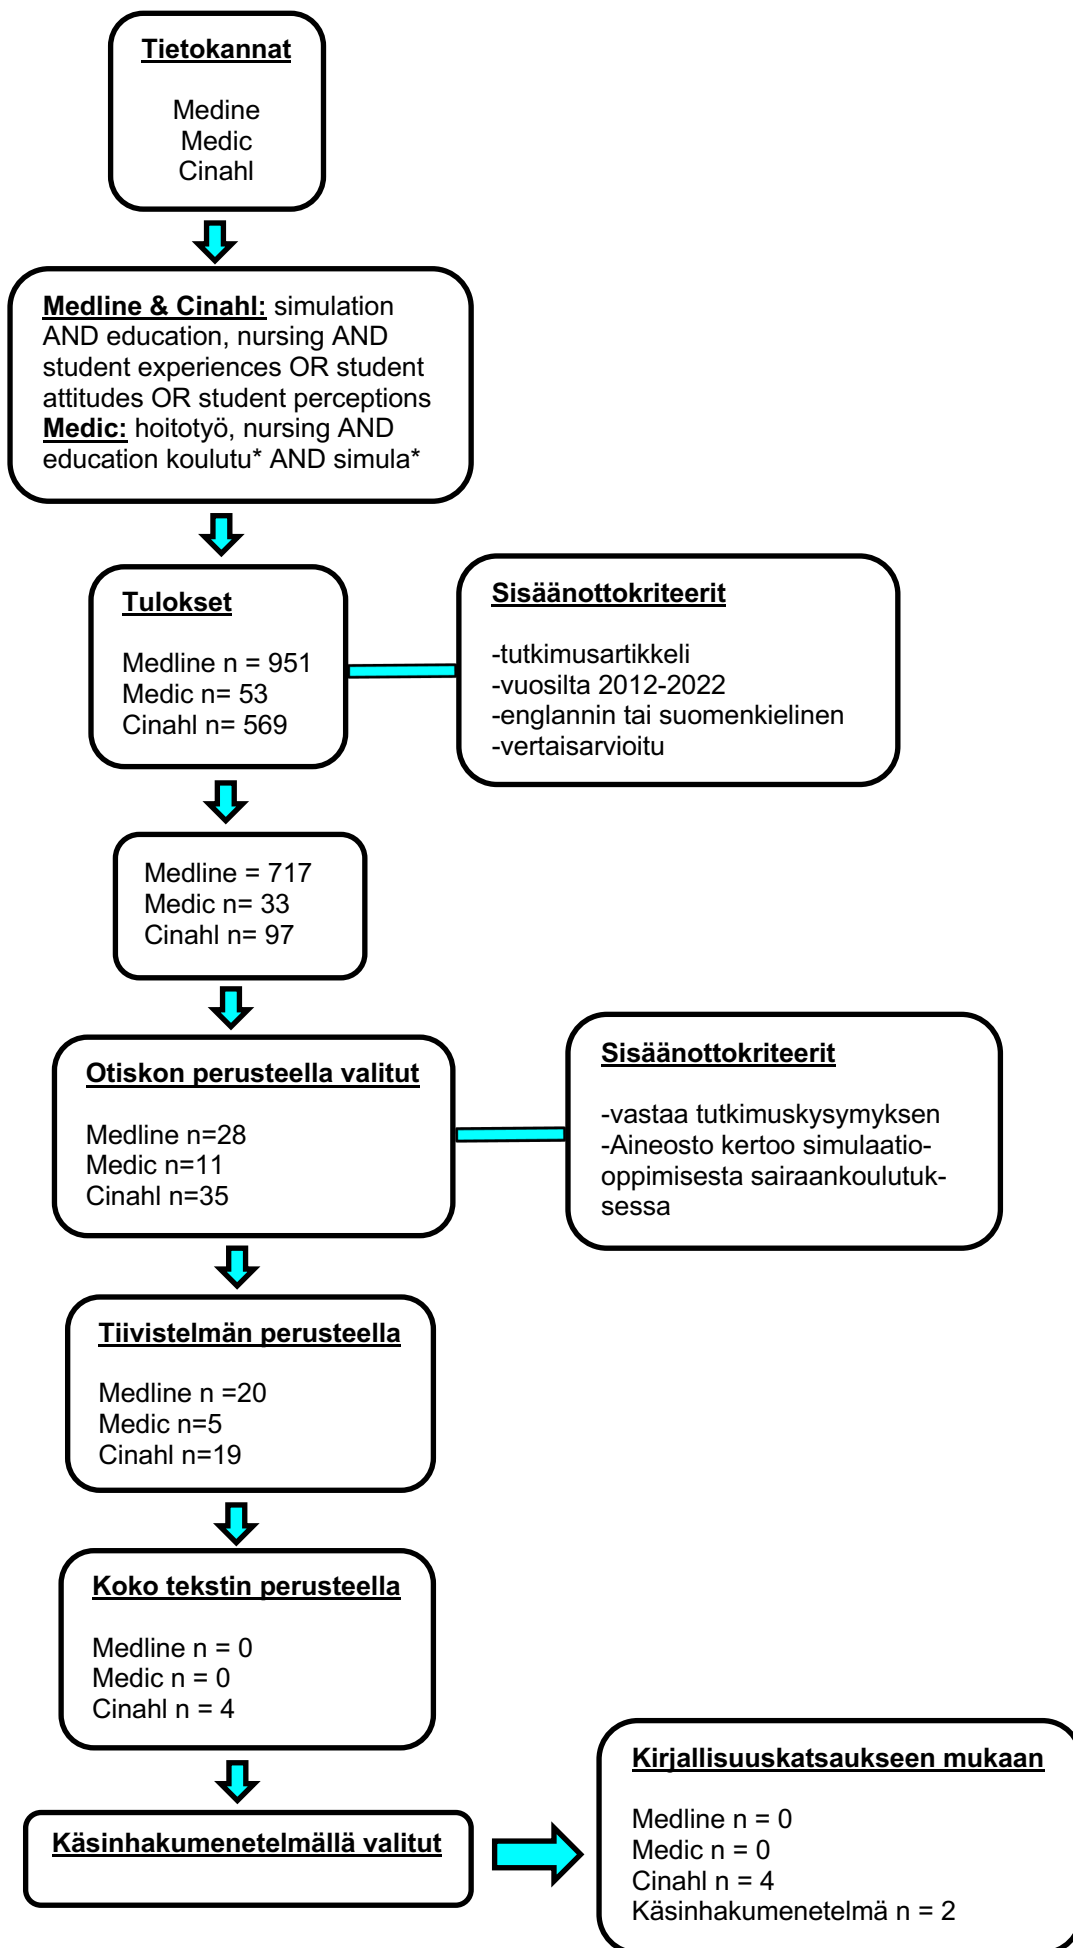 Tietokannat
Medine
Medic
Cinahl
Medline & Cinahl: simulation
AND education, nursing AND
student experiences OR student
attitudes OR student perceptions
Medic: hoitotyö, nursing AND
education koulutu* AND simula*
Tulokset
Medline n = 951
Medic n= 53
Cinahl n= 569
Sisäänottokriteerit
-tutkimusartikkeli
-vuosilta 2012-2022
-englannin tai suomenkielinen
-vertaisarvioitu
Medline = 717
Medic n= 33
Cinahl n= 97
Otiskon perusteella valitut
Medline n=28
Medic n=11
Cinahl n=35
Sisäänottokriteerit
-vastaa tutkimuskysymyksen
-Aineosto kertoo simulaatio-
oppimisesta sairaankoulutuk-
sessa
Tiivistelmän perusteella
Medline n =20
Medic n=5
Cinahl n=19
Koko tekstin perusteella
Medline n = 0
Medic n = 0
Cinahl n = 4
Käsinhakumenetelmällä valitut
Kirjallisuuskatsaukseen mukaan
Medline n = 0
Medic n = 0
Cinahl n = 4
Käsinhakumenetelmä n = 2